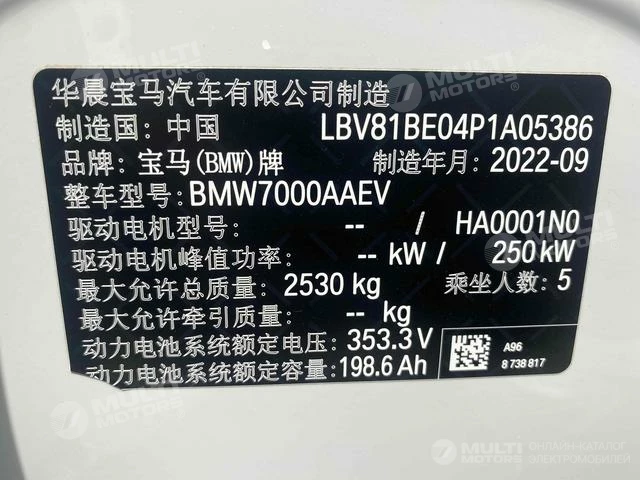 华晨宝马汽车有限公司制造
制造国: 中国 LBV81BE04P1A05386
品牌: 宝马(BMW)牌 制造年月: 2022-09
整车型号: BMW7000AAEV
驱动电机型号: -- / HA0001N0
驱动电机峰值功率: -- kW / 250 kW
最大允许总质量: 2530 kg 乘坐人数: 5
最大允许牵引质量: -- kg
动力电池系统额定电压: 353.3 V
动力电池系统额定容量: 198.6 Ah
A96
8 738 817
MULTI MOTORS
ОНЛАЙН-КАТАЛОГ
ЭЛЕКТРОМОБИЛЕЙ